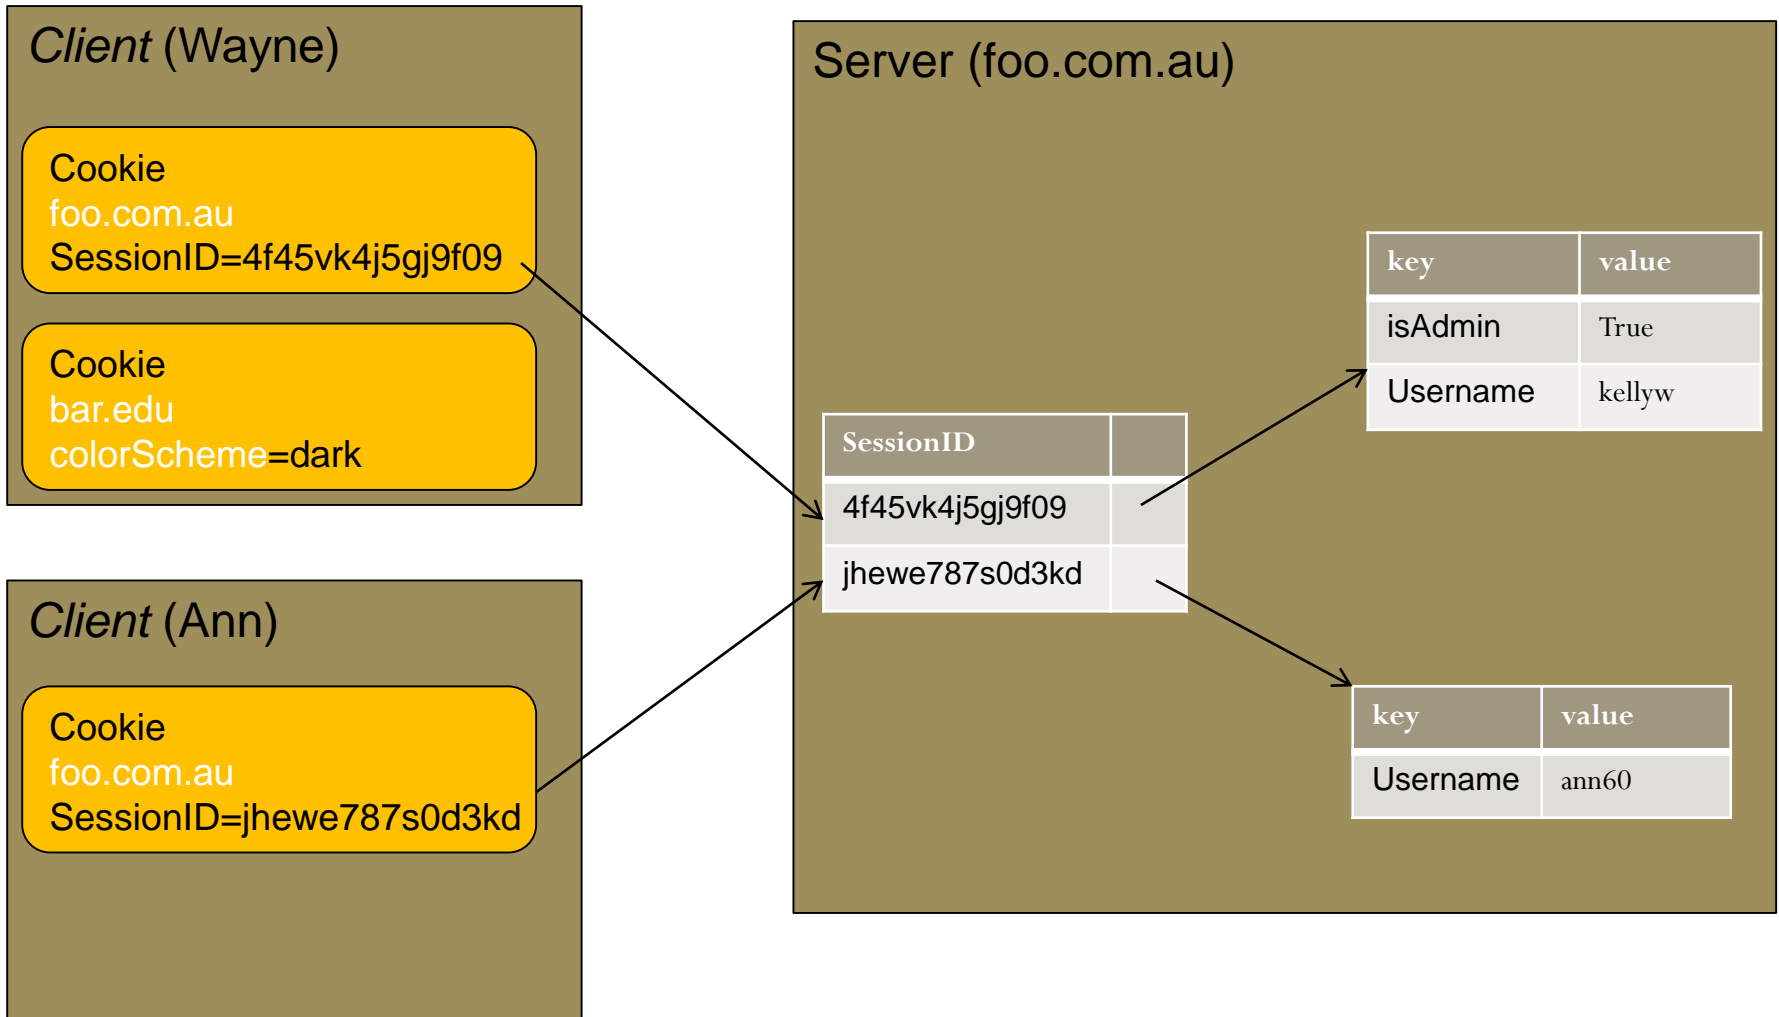 Client (Wayne)
Cookie
foo.com.au
SessionID=4f45vk4j5gj9f09
Cookie
bar.edu
colorScheme=dark
Client (Ann)
Cookie
foo.com.au
SessionID=jhewe787s0d3kd
Server (foo.com.au)
SessionID
4f45vk4j5gj9f09
jhewe787s0d3kd
key value
isAdmin True
Username kellyw
key value
Username ann60